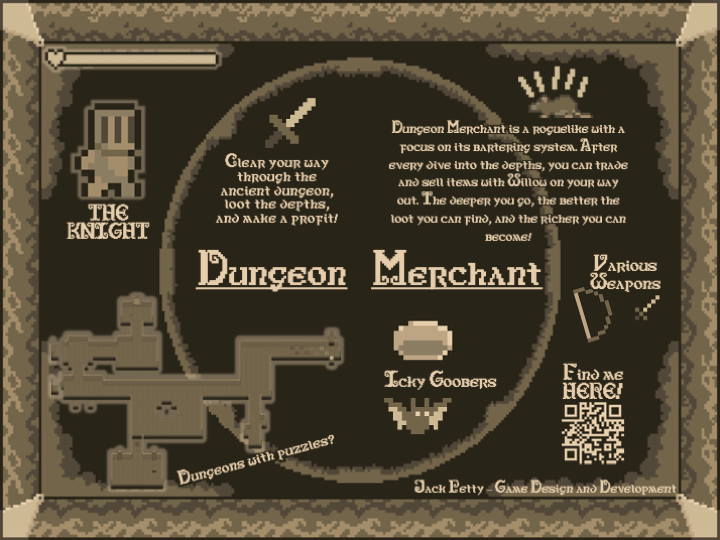 Dungeon Merchant is a roguelike with a
focus on its bartering system. After
every dive into the depths, you can trade
and sell items with Willow on your way
out. The deeper you go, the better the
loot you can find, and the richer you can
become!
Clear your way
through the
ancient dungeon,
loot the depths,
and make a profit!
THE
KNIGHT
Dungeon Merchant
Various
Weapons
Icky Goobers
Find me
HERE!
Dungeons with puzzles?
Jack Petty - Game Design and Development